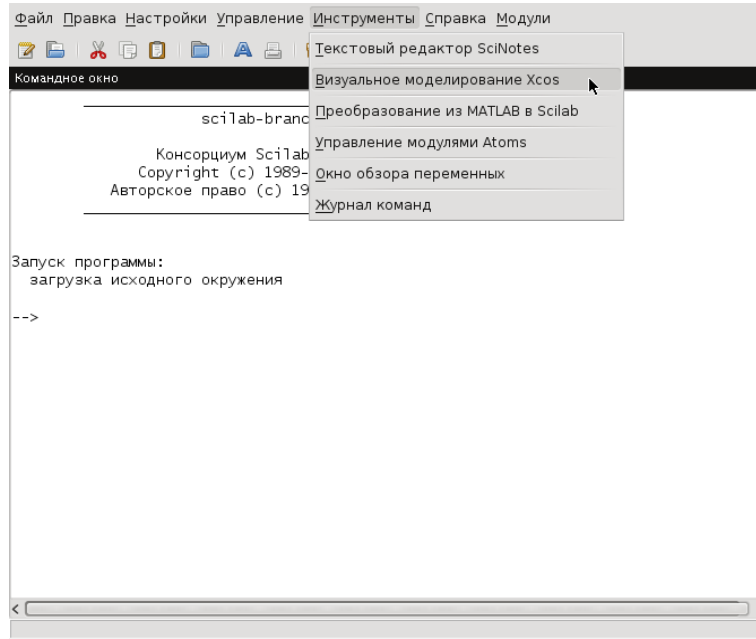 Файл Правка Настройки Управление Инструменты Справка Модули
Текстовый редактор SciNotes
Визуальное моделирование Xcos
Преобразование из MATLAB в Scilab
Управление модулями Atoms
Окно обзора переменных
Журнал команд
Командное окно
scilab-branc
Консорциум Scilab
Copyright (c) 1989-
Авторское право (c) 19
Запуск программы:
загрузка исходного окружения
-->